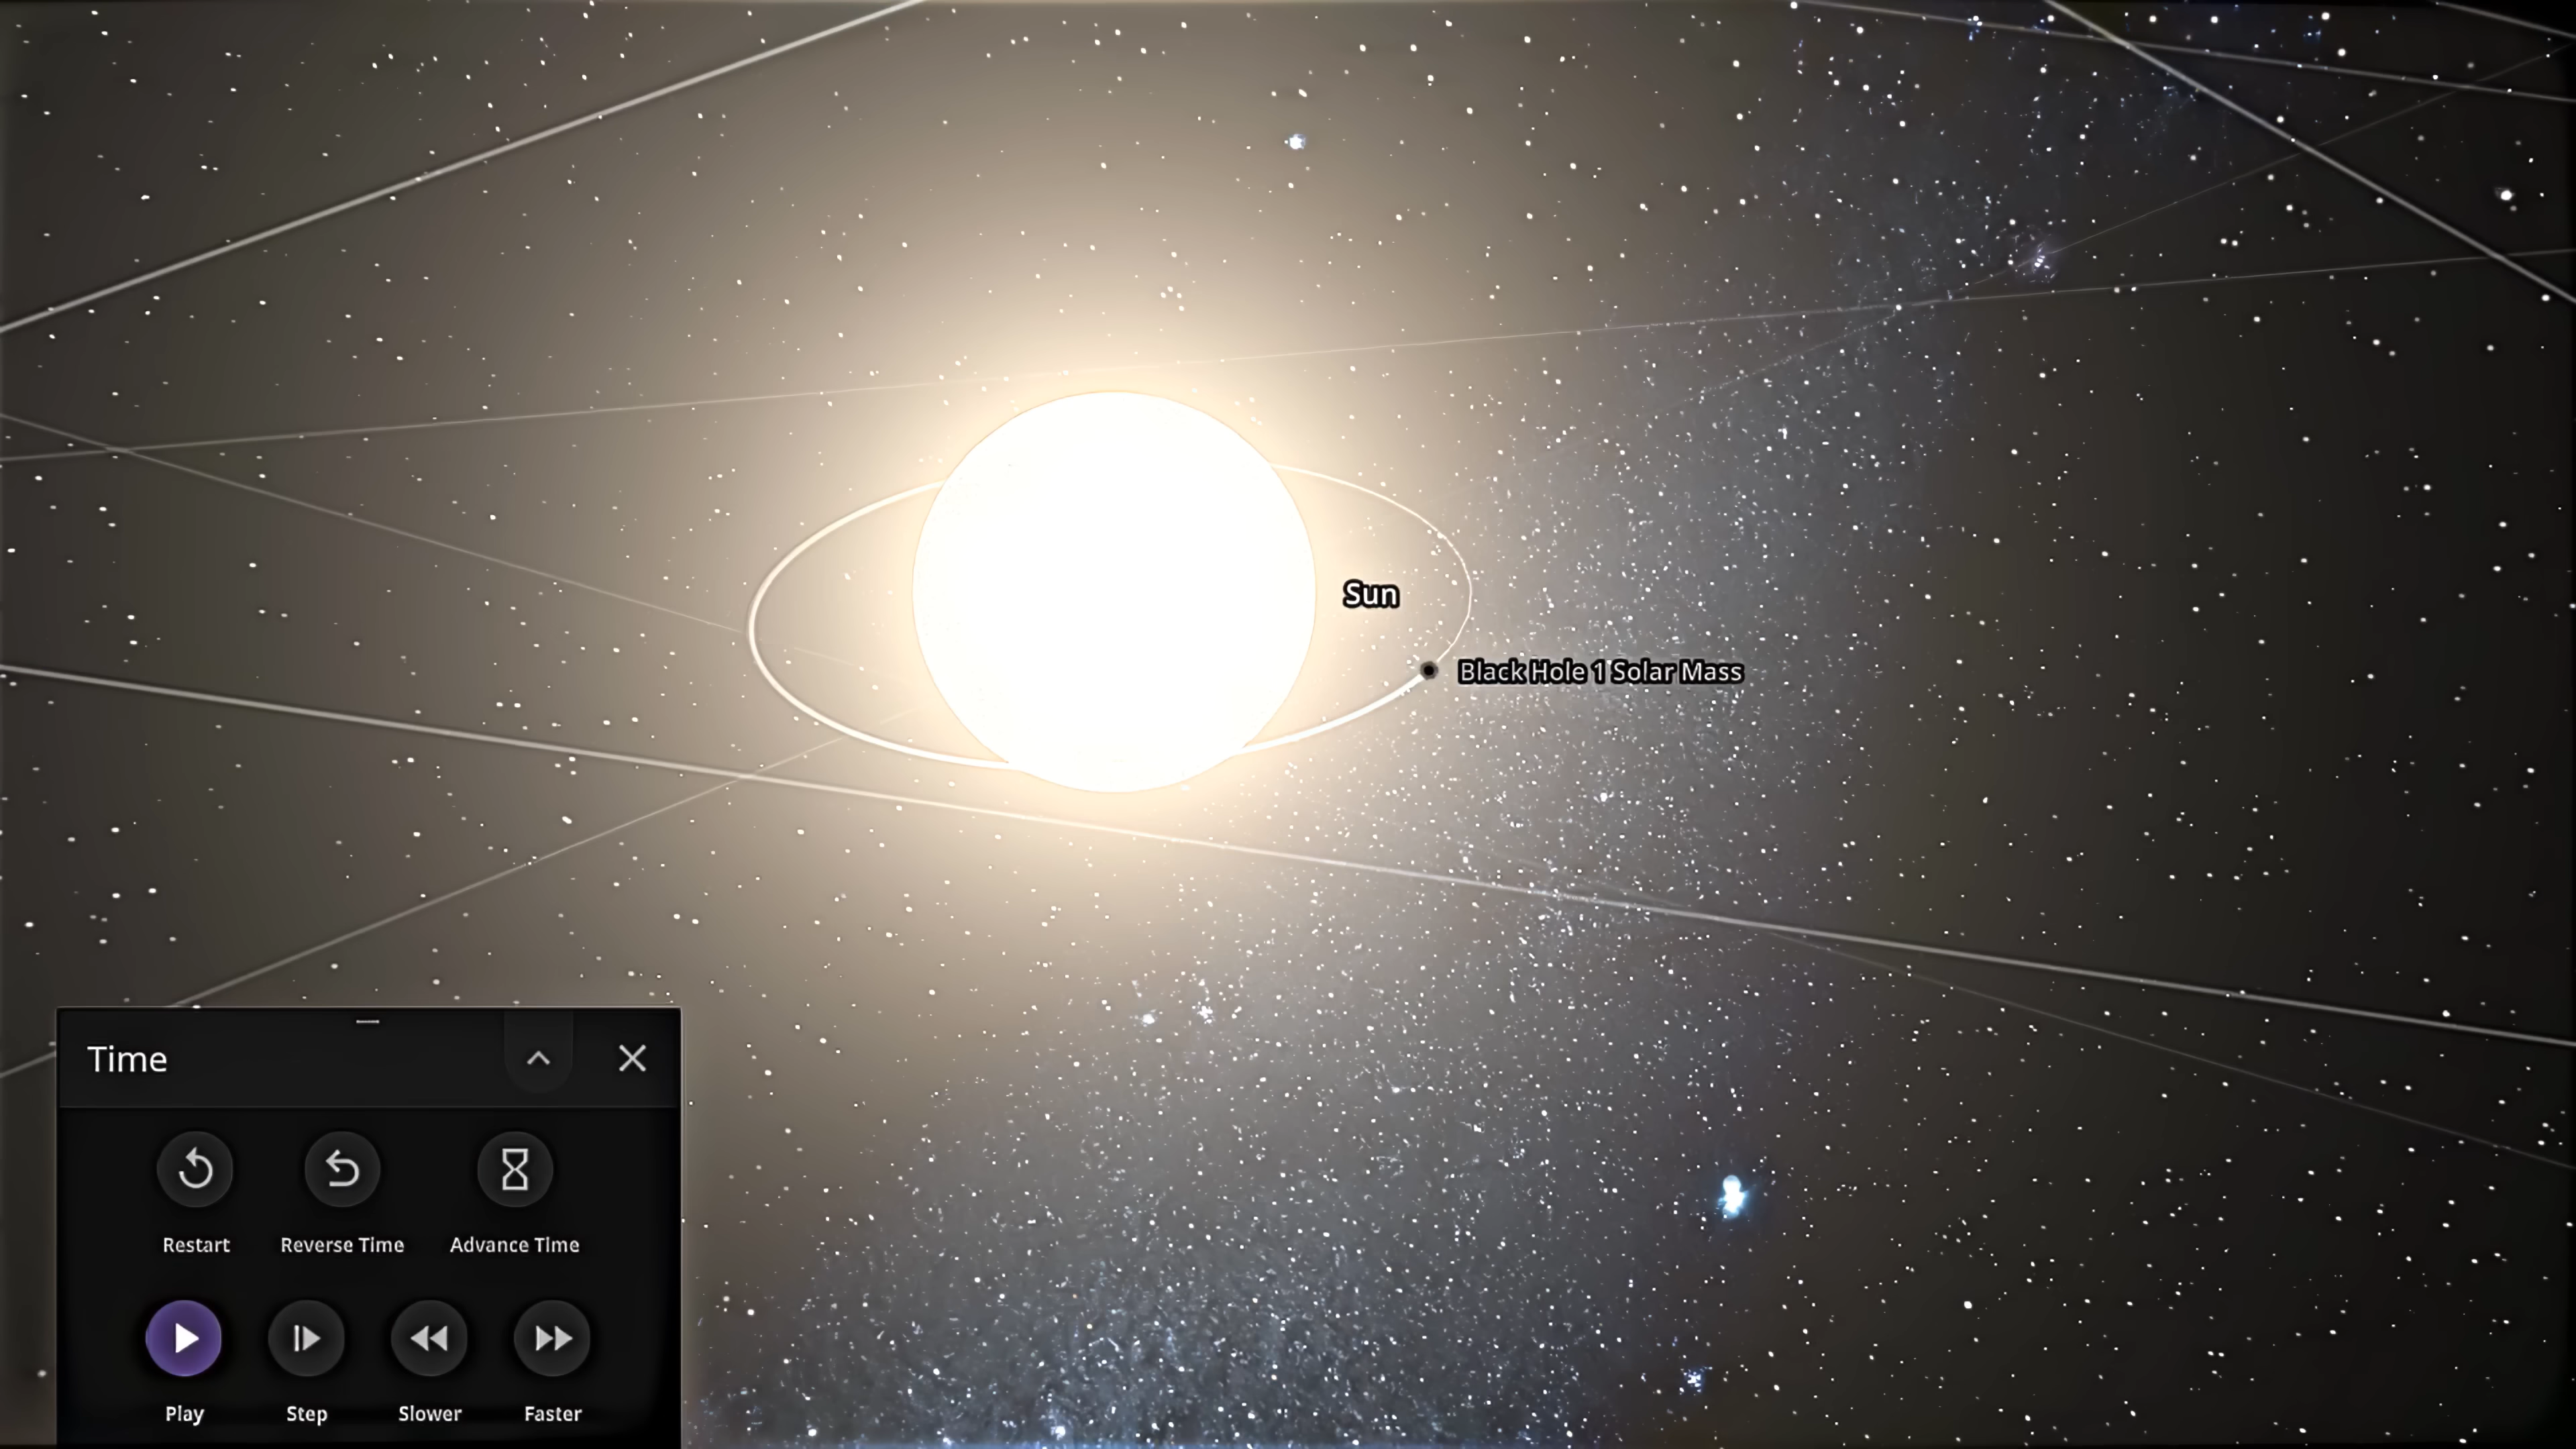 Sun
Black Hole 1 Solar Mass
Time
Restart
Reverse Time
Advance Time
Play
Step
Slower
Faster